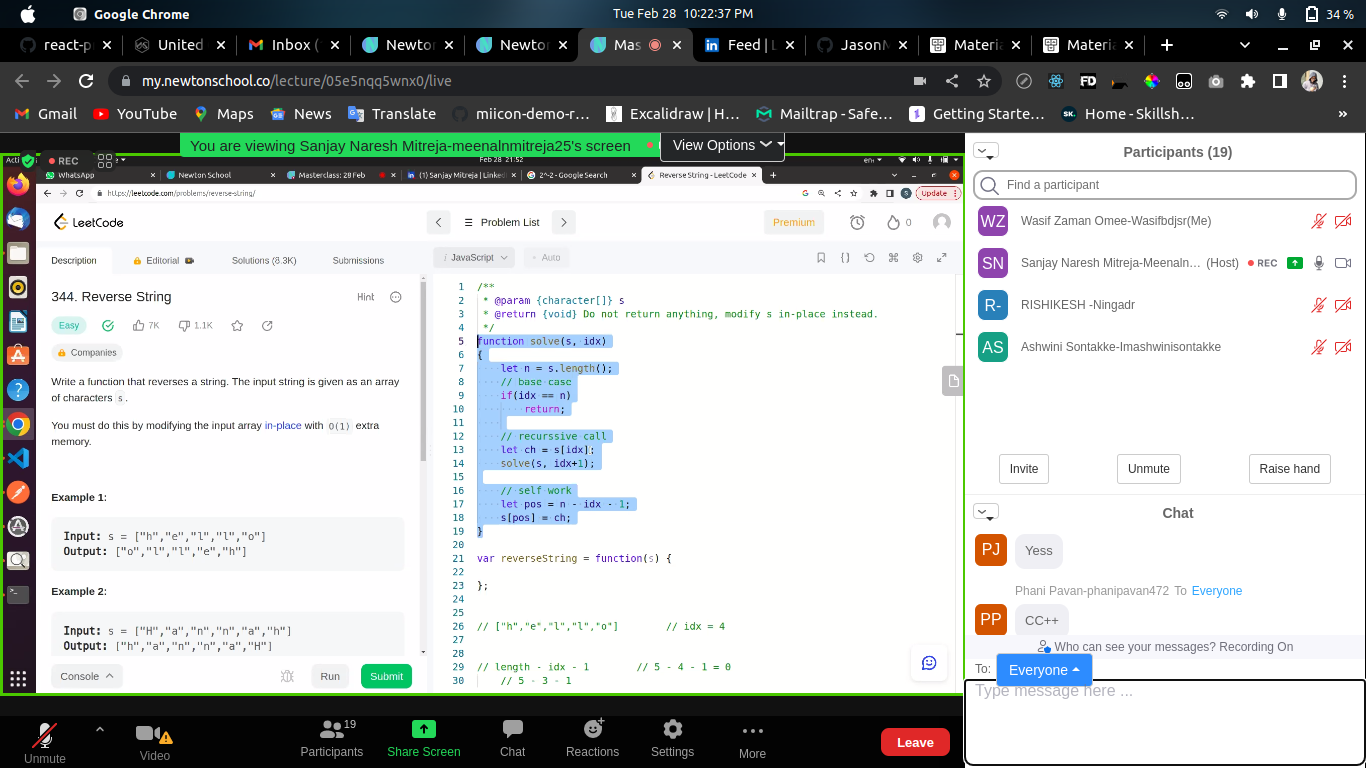 Google Chrome
Tue Feb 28 10:22:37 PM
34 %
react-p
United
Inbox (
Newto
Newto
Mas
Feed | L
JasonM
Materia
Materia
my.newtonschool.co/lecture/05e5nqq5wnx0/live
Gmail
YouTube
Maps
News
Translate
miicon-demo-r...
Excalidraw | H...
Mailtrap - Safe...
Getting Starte...
Home - Skillsh...
»
You are viewing Sanjay Naresh Mitreja-meenalnmitreja25's screen
View Options
REC
Feb 28 21:52
en
WhatsApp
Newton School
Masterclass: 28 Feb
(1) Sanjay Mitreja | Linked
2^-2 - Google Search
Reverse String - LeetCode
https://leetcode.com/problems/reverse-string/
Update
LeetCode
Problem List
Premium
0
Description
Editorial
Solutions (8.3K)
Submissions
i JavaScript
Auto
344. Reverse String
Hint
Easy
7K
1.1K
Companies
Write a function that reverses a string. The input string is given as an array
of characters s .
You must do this by modifying the input array in-place with O(1) extra
memory.
Example 1:
Input: s = ["h","e","l","l","o"]
Output: ["o","l","l","e","h"]
Example 2:
Input: s = ["H","a","n","n","a","h"]
Output: ["h","a","n","n","a","H"]
Console
Run
Submit
1 /**
2 * @param {character[]} s
3 * @return {void} Do not return anything, modify s in-place instead.
4 */
5 function solve(s, idx)
6 {
7 let n = s.length();
8 // base case
9 if(idx == n)
10 return;
11
12 // recurssive call
13 let ch = s[idx];
14 solve(s, idx+1);
15
16 // self work
17 let pos = n - idx - 1;
18 s[pos] = ch;
19 }
20
21 var reverseString = function(s) {
22
23 };
24
25
26 // ["h","e","l","l","o"] // idx = 4
27
28
29 // length - idx - 1 // 5 - 4 - 1 = 0
30 // 5 - 3 - 1
Participants (19)
Find a participant
WZ Wasif Zaman Omee-Wasifbdjsr(Me)
SN Sanjay Naresh Mitreja-Meenaln... (Host) REC
R- RISHIKESH -Ningadr
AS Ashwini Sontakke-Imashwinisontakke
Invite
Unmute
Raise hand
Chat
PJ Yess
Phani Pavan-phanipavan472 To Everyone
PP CC++
Who can see your messages? Recording On
To: Everyone
Type message here ...
Unmute
Video
Participants 19
Share Screen
Chat
Reactions
Settings
More
Leave